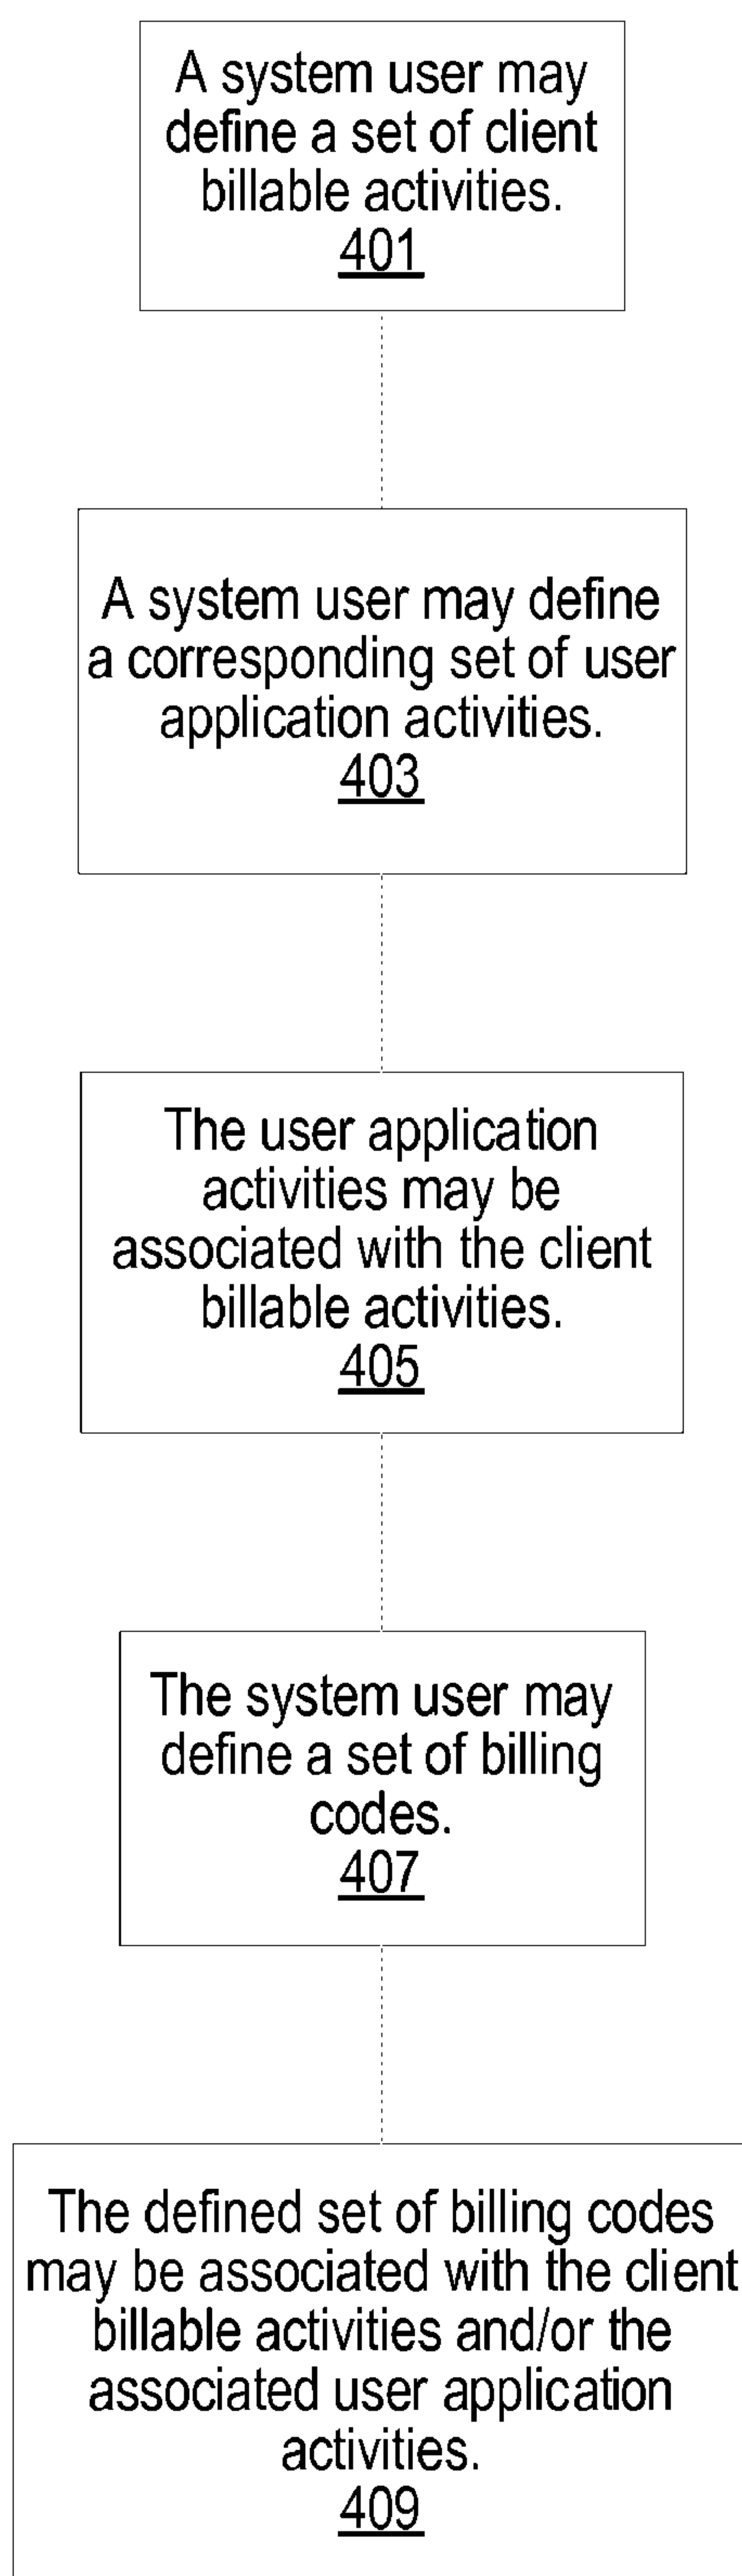 A system user may
define a set of client
billable activities.
401
A system user may define
a corresponding set of user
application activities.
403
The user application
activities may be
associated with the client
billable activities.
405
The system user may
define a set of billing
codes.
407
The defined set of billing codes
may be associated with the client
billable activities and/or the
associated user application
activities.
409